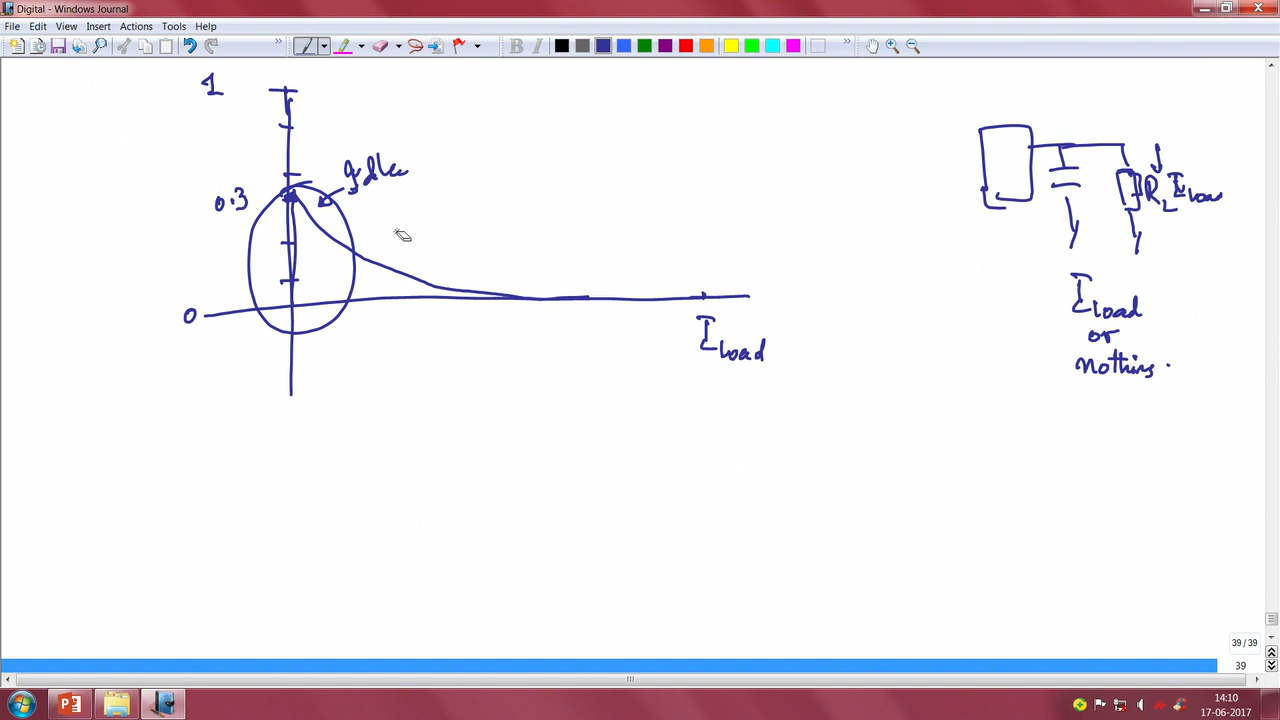 Digital - Windows Journal
File Edit View Insert Actions Tools Help
1
0.3
0
I Load
R L
I Load
I Load
or
nothing.
39 / 39
39
14:10
17-06-2017